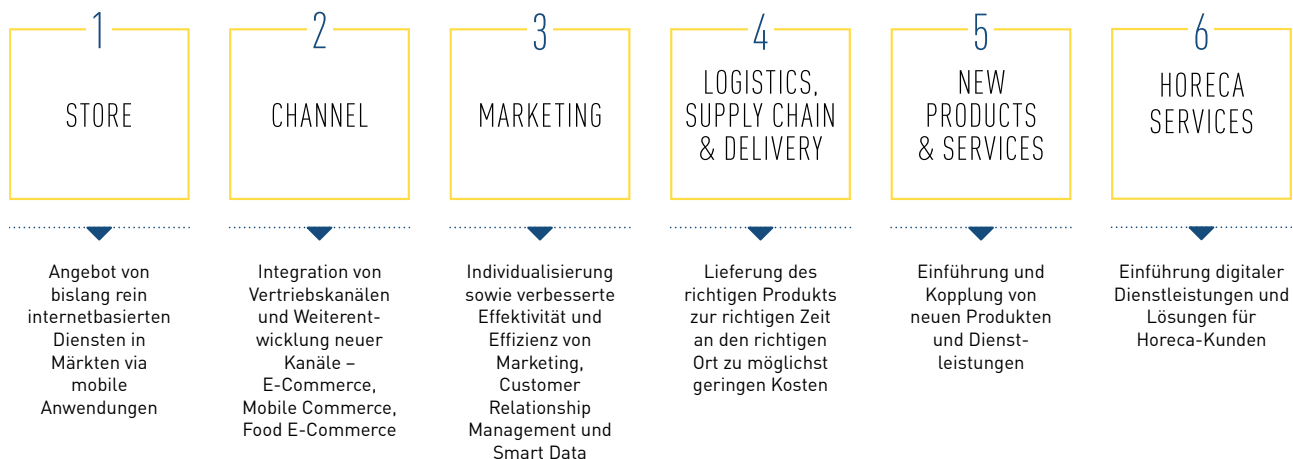 1
STORE
Angebot von
bislang rein
internetbasierten
Diensten in
Märkten via
mobile
Anwendungen
2
CHANNEL
Integration von
Vertriebskanälen
und Weiterent-
wicklung neuer
Kanäle –
E-Commerce,
Mobile Commerce,
Food E-Commerce
3
MARKETING
Individualisierung
sowie verbesserte
Effektivität und
Effizienz von
Marketing,
Customer
Relationship
Management und
Smart Data
4
LOGISTICS,
SUPPLY CHAIN
& DELIVERY
Lieferung des
richtigen Produkts
zur richtigen Zeit
an den richtigen
Ort zu möglichst
geringen Kosten
5
NEW
PRODUCTS
& SERVICES
Einführung und
Kopplung von
neuen Produkten
und Dienst-
leistungen
6
HORECA
SERVICES
Einführung digitaler
Dienstleistungen und
Lösungen für
Horeca-Kunden